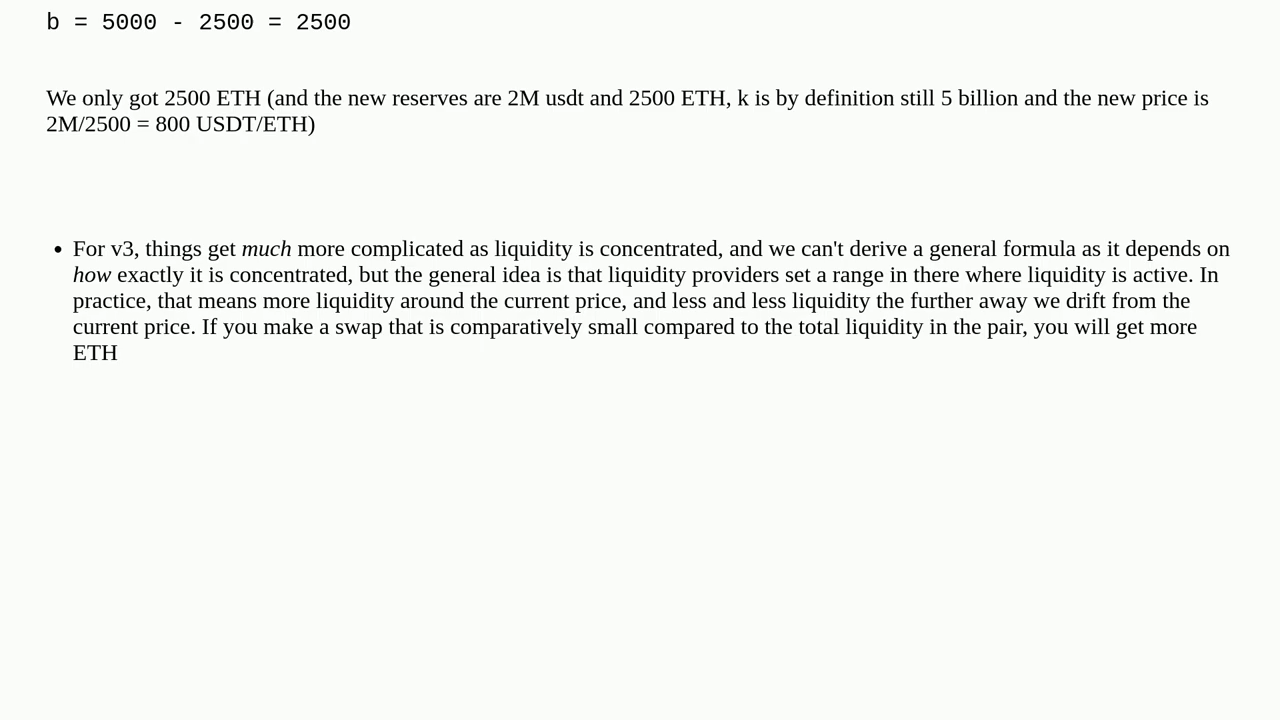 b = 5000 - 2500 = 2500
We only got 2500 ETH (and the new reserves are 2M usdt and 2500 ETH, k is by definition still 5 billion and the new price is
2M/2500 = 800 USDT/ETH)
• For v3, things get much more complicated as liquidity is concentrated, and we can't derive a general formula as it depends on
how exactly it is concentrated, but the general idea is that liquidity providers set a range in there where liquidity is active. In
practice, that means more liquidity around the current price, and less and less liquidity the further away we drift from the
current price. If you make a swap that is comparatively small compared to the total liquidity in the pair, you will get more
ETH